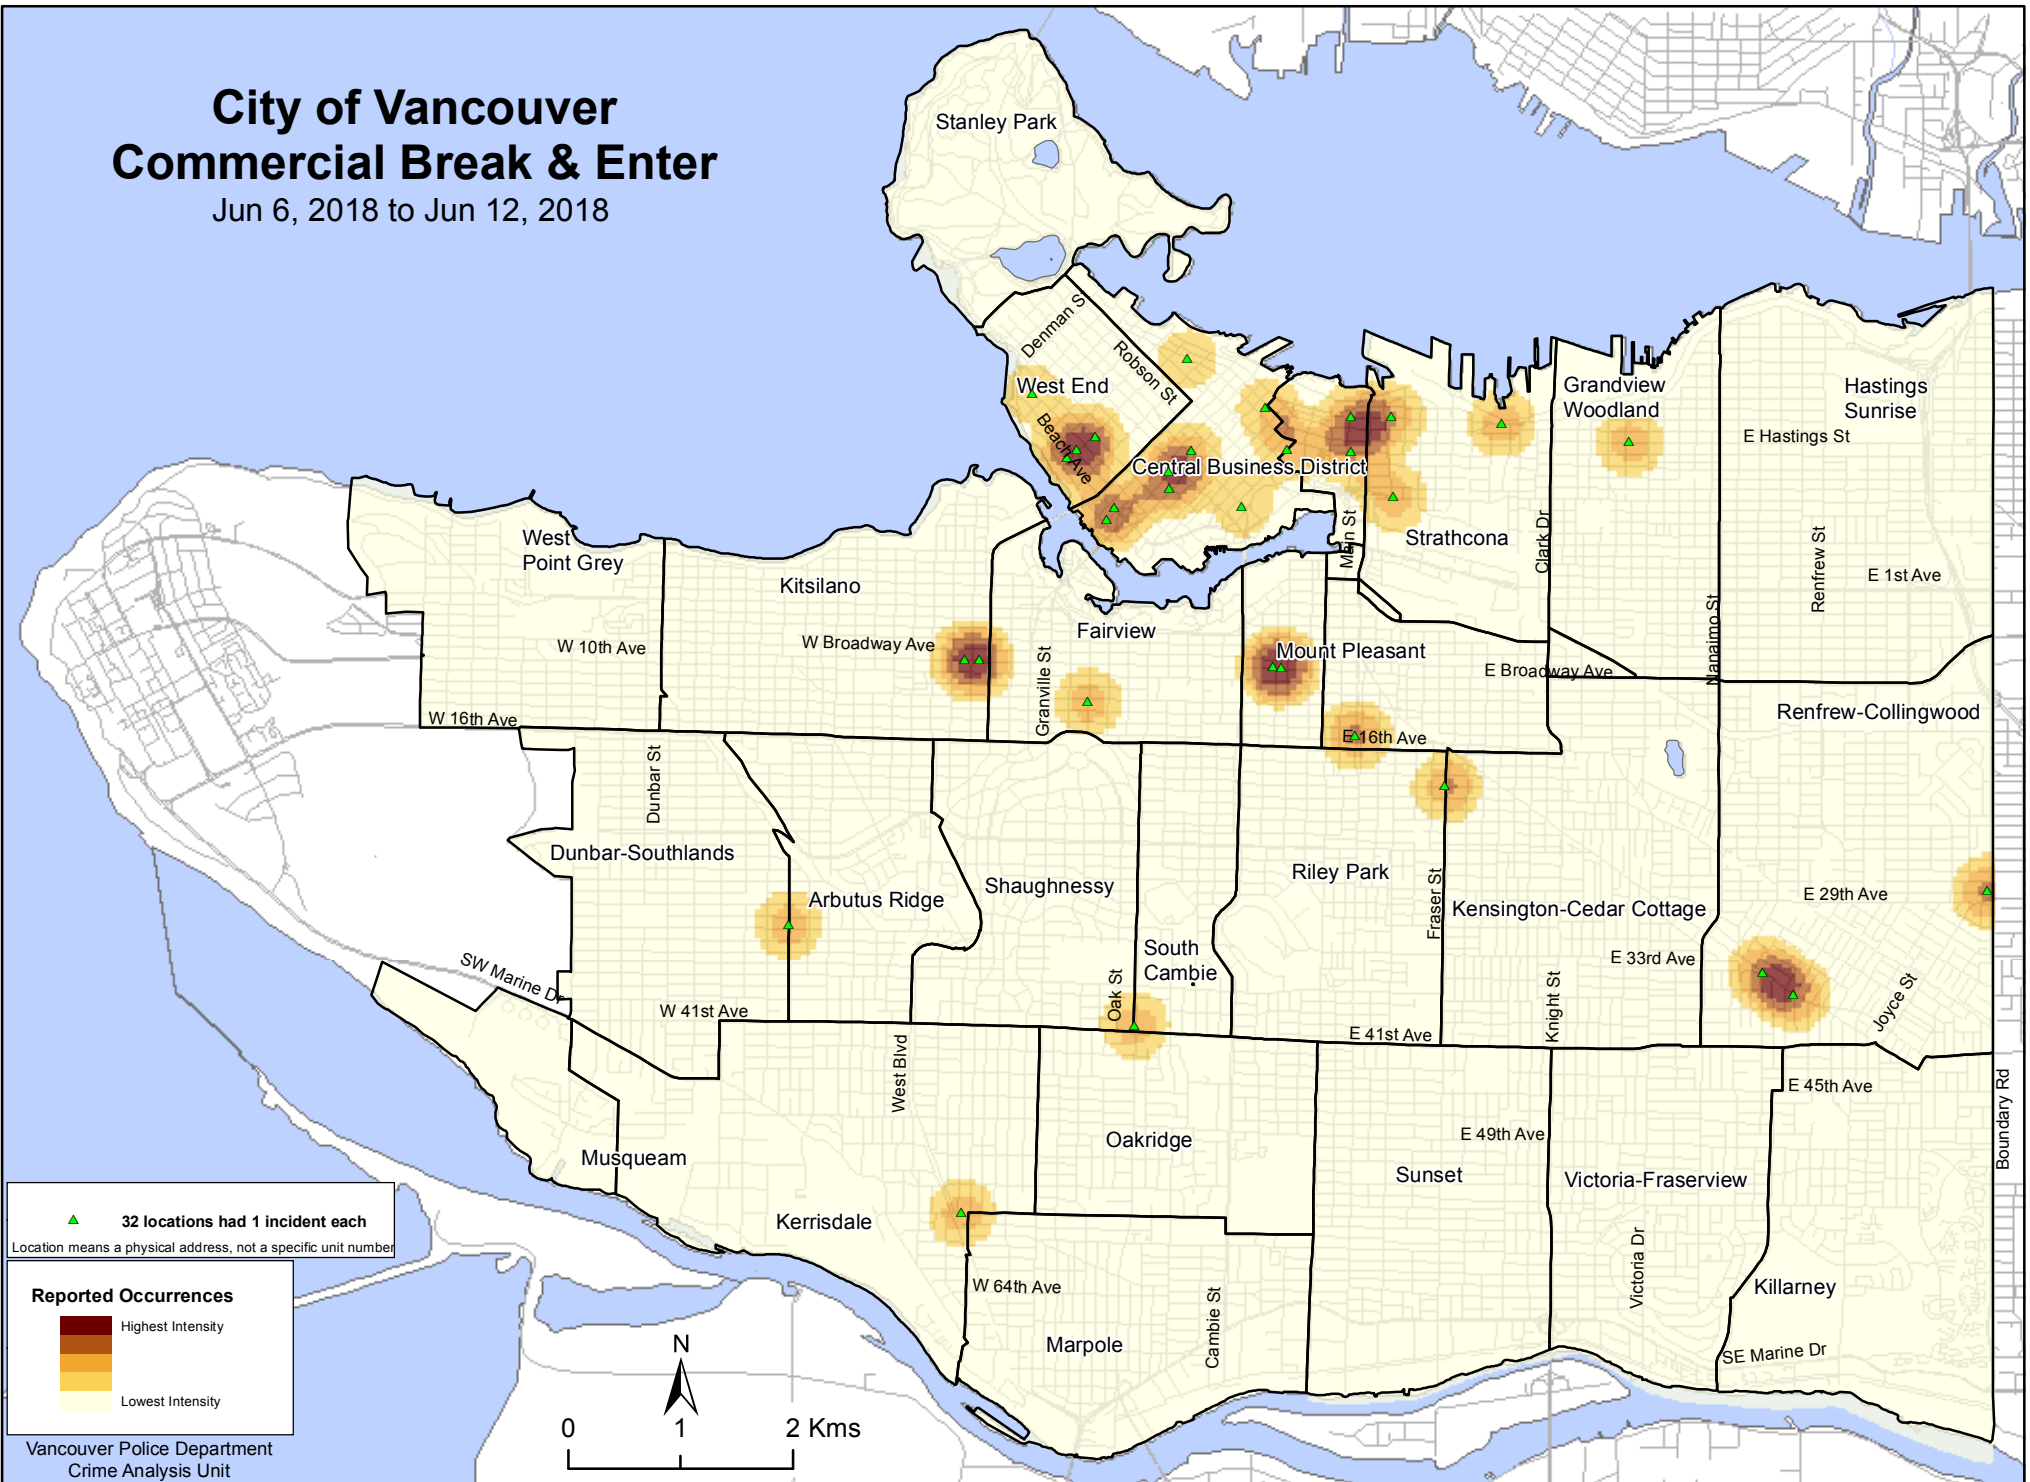 City of Vancouver
Commercial Break & Enter
Jun 6, 2018 to Jun 12, 2018
Stanley Park
Denman S
Robson St
West End
Beach Ave
Central Business District
Grandview
Woodland
Hastings
Sunrise
E Hastings St
West
Point Grey
Kitsilano
Strathcona
Main St
Clark Dr
Nanaimo St
Renfrew St
E 1st Ave
W 10th Ave
W Broadway Ave
Fairview
Granville St
Mount Pleasant
E Broadway Ave
W 16th Ave
E 16th Ave
Renfrew-Collingwood
Dunbar St
Dunbar-Southlands
Arbutus Ridge
Shaughnessy
Riley Park
Fraser St
Kensington-Cedar Cottage
E 29th Ave
South
Cambie
E 33rd Ave
SW Marine Dr
W 41st Ave
Oak St
E 41st Ave
Knight St
Joyce St
West Blvd
E 45th Ave
Boundary Rd
Musqueam
Oakridge
E 49th Ave
Sunset
Victoria-Fraserview
Kerrisdale
Victoria Dr
W 64th Ave
Cambie St
Killarney
Marpole
SE Marine Dr
32 locations had 1 incident each
Location means a physical address, not a specific unit number
Reported Occurrences
Highest Intensity
Lowest Intensity
Vancouver Police Department
Crime Analysis Unit
N
0 1 2 Kms